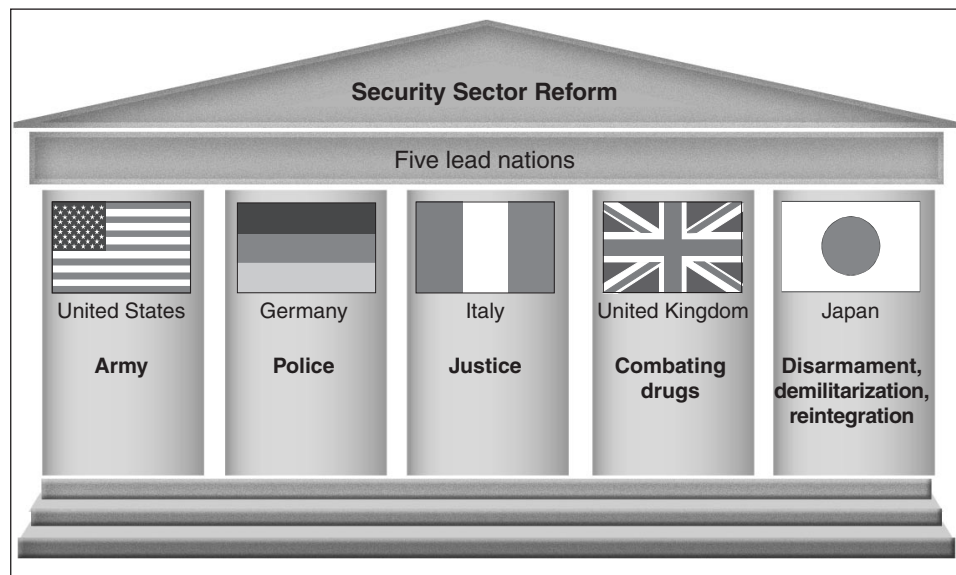 Security Sector Reform
Five lead nations
United States
Army
Germany
Police
Italy
Justice
United Kingdom
Combating
drugs
Japan
Disarmament,
demilitarization,
reintegration